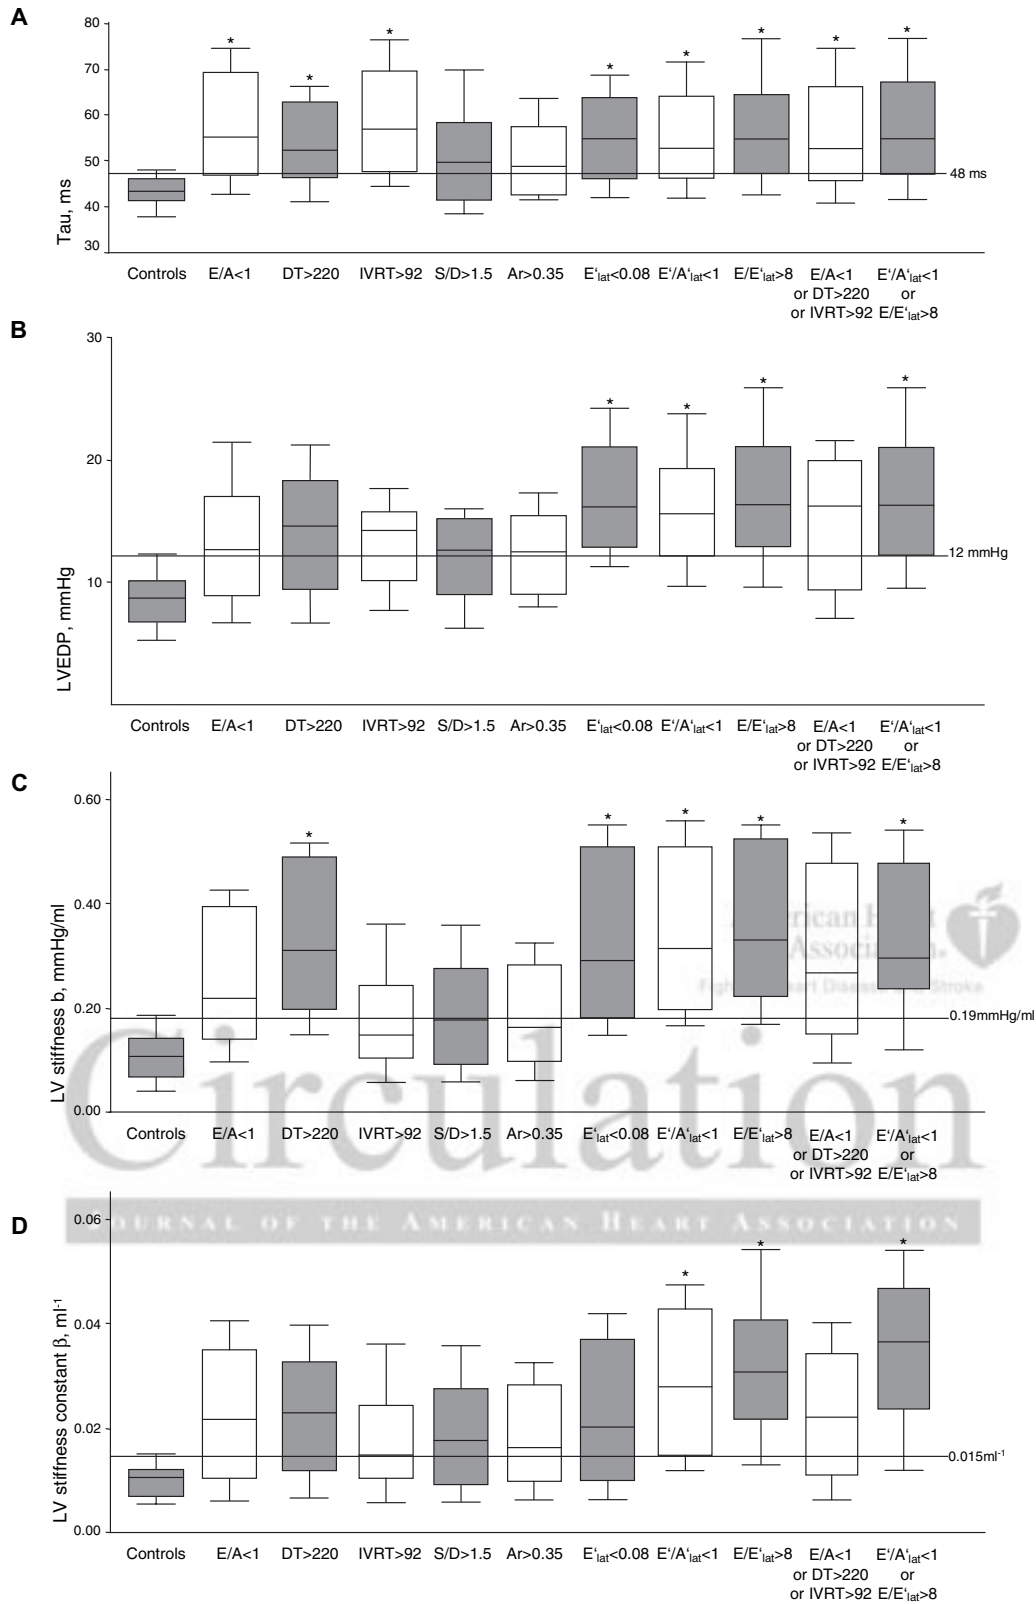 A
Tau, ms
80
70
60
50
40
30
* * * * * * * *
48 ms
Controls E/A<1 DT>220 IVRT>92 S/D>1.5 Ar>0.35 E‘lat<0.08 E‘/A‘lat<1 E/E‘lat>8 E/A<1 E‘/A‘lat<1
or DT>220 or
or IVRT>92 E/E‘lat>8
B
LVEDP, mmHg
30
20
10
* * * *
12 mmHg
Controls E/A<1 DT>220 IVRT>92 S/D>1.5 Ar>0.35 E‘lat<0.08 E‘/A‘lat<1 E/E‘lat>8 E/A<1 E‘/A‘lat<1
or DT>220 or
or IVRT>92 E/E‘lat>8
C
LV stiffness b, mmHg/ml
0.60
0.40
0.20
0.00
* * * * *
American Heart
Association®
Fighting Heart Disease and Stroke
0.19mmHg/ml
Circulation
Controls E/A<1 DT>220 IVRT>92 S/D>1.5 Ar>0.35 E‘lat<0.08 E‘/A‘lat<1 E/E‘lat>8 E/A<1 E‘/A‘lat<1
or DT>220 or
or IVRT>92 E/E‘lat>8
JOURNAL OF THE AMERICAN HEART ASSOCIATION
D
LV stiffness constant β, ml-1
0.06
0.04
0.02
0.00
* * *
0.015ml-1
Controls E/A<1 DT>220 IVRT>92 S/D>1.5 Ar>0.35 E‘lat<0.08 E‘/A‘lat<1 E/E‘lat>8 E/A<1 E‘/A‘lat<1
or DT>220 or
or IVRT>92 E/E‘lat>8